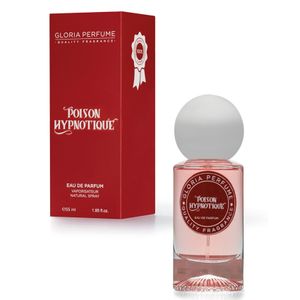 GLORIA PERFUME
QUALITY FRAGRANCE
POISON
HYPNOTIQUE
EAU DE PARFUM
VAPORISATEUR
NATURAL SPRAY
e 55 ml
1.85 fl.oz.
GLORIA PERFUME
POISON
HYPNOTIQUE
EAU DE PARFUM
QUALITY FRAGRANCE